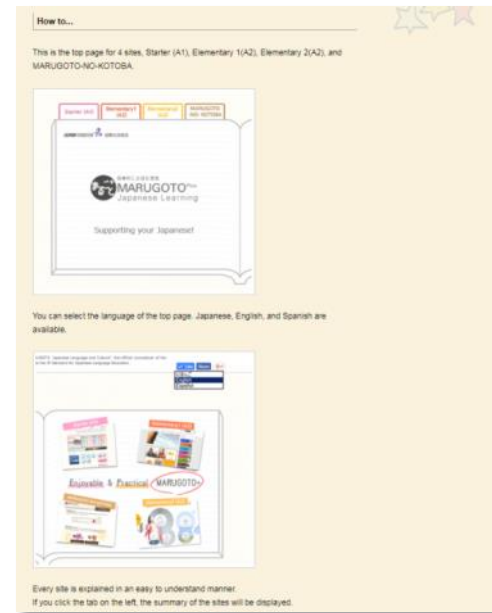 How to...
This is the top page for 4 sites, Starter (A1), Elementary 1(A2), Elementary 2(A2), and
MARUGOTO-NO-KOTOBA.
Starter (A1)
Elementary1
(A2)
MARUGOTO
NO KOTOBA
MARUGOTO
Japanese Learning
Supporting your Japanese!
You can select the language of the top page. Japanese, English, and Spanish are
available.
English
Español
Enjoyable & Practical MARUGOTO+
Every site is explained in an easy to understand manner.
If you click the tab on the left, the summary of the sites will be displayed.